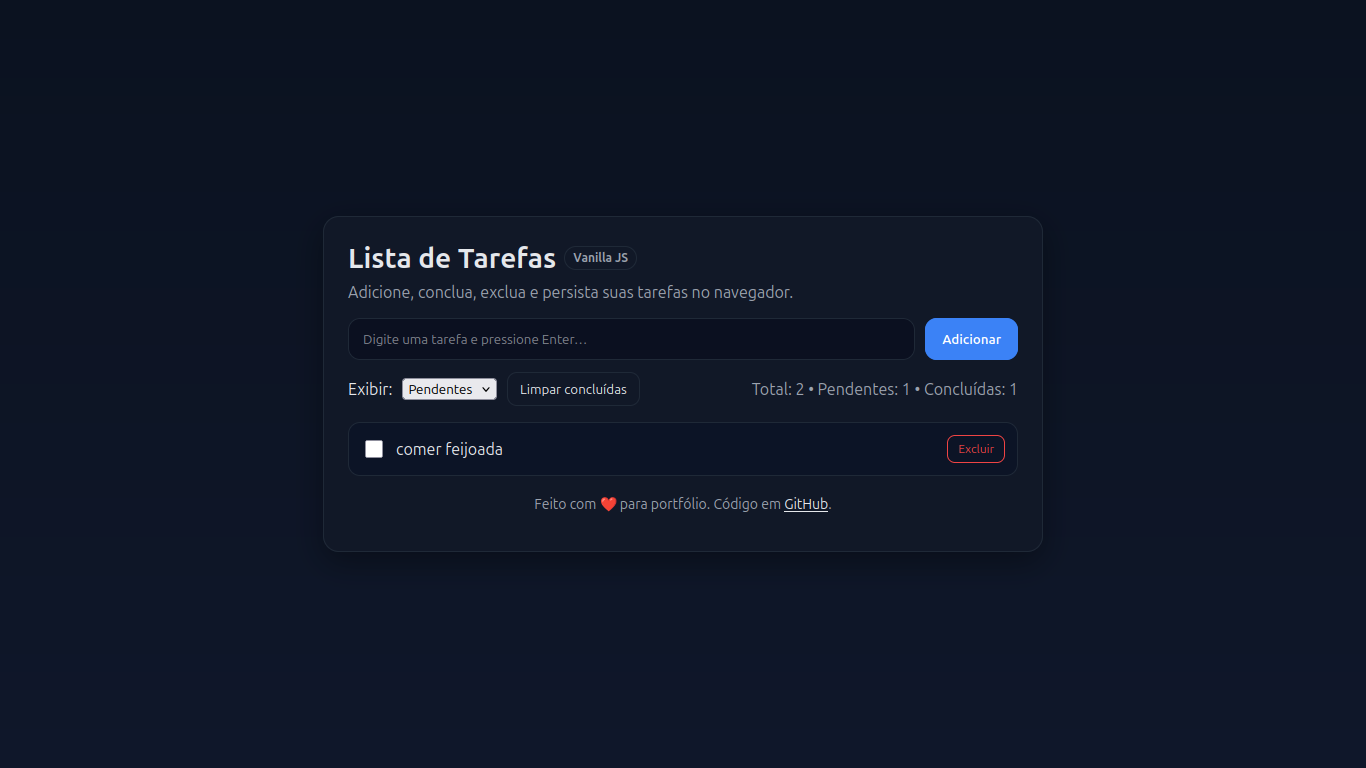 Lista de Tarefas Vanilla JS
Adicione, conclua, exclua e persista suas tarefas no navegador.
Digite uma tarefa e pressione Enter… Adicionar
Exibir: Pendentes Limpar concluídas Total: 2 • Pendentes: 1 • Concluídas: 1
comer feijoada Excluir
Feito com ❤️ para portfólio. Código em GitHub.